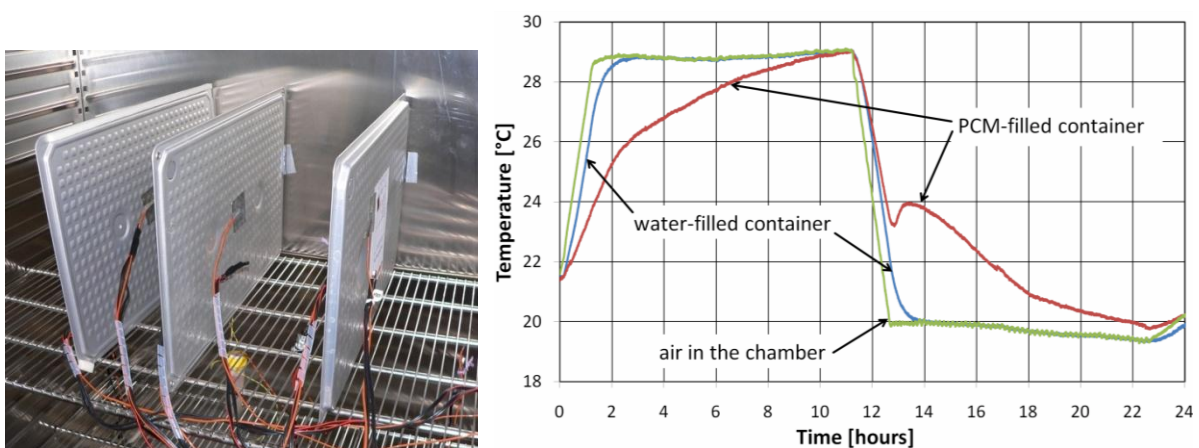 30
28
26
24
22
20
18
Temperature [°C]
PCM-filled container
water-filled container
air in the chamber
0 2 4 6 8 10 12 14 16 18 20 22 24
Time [hours]